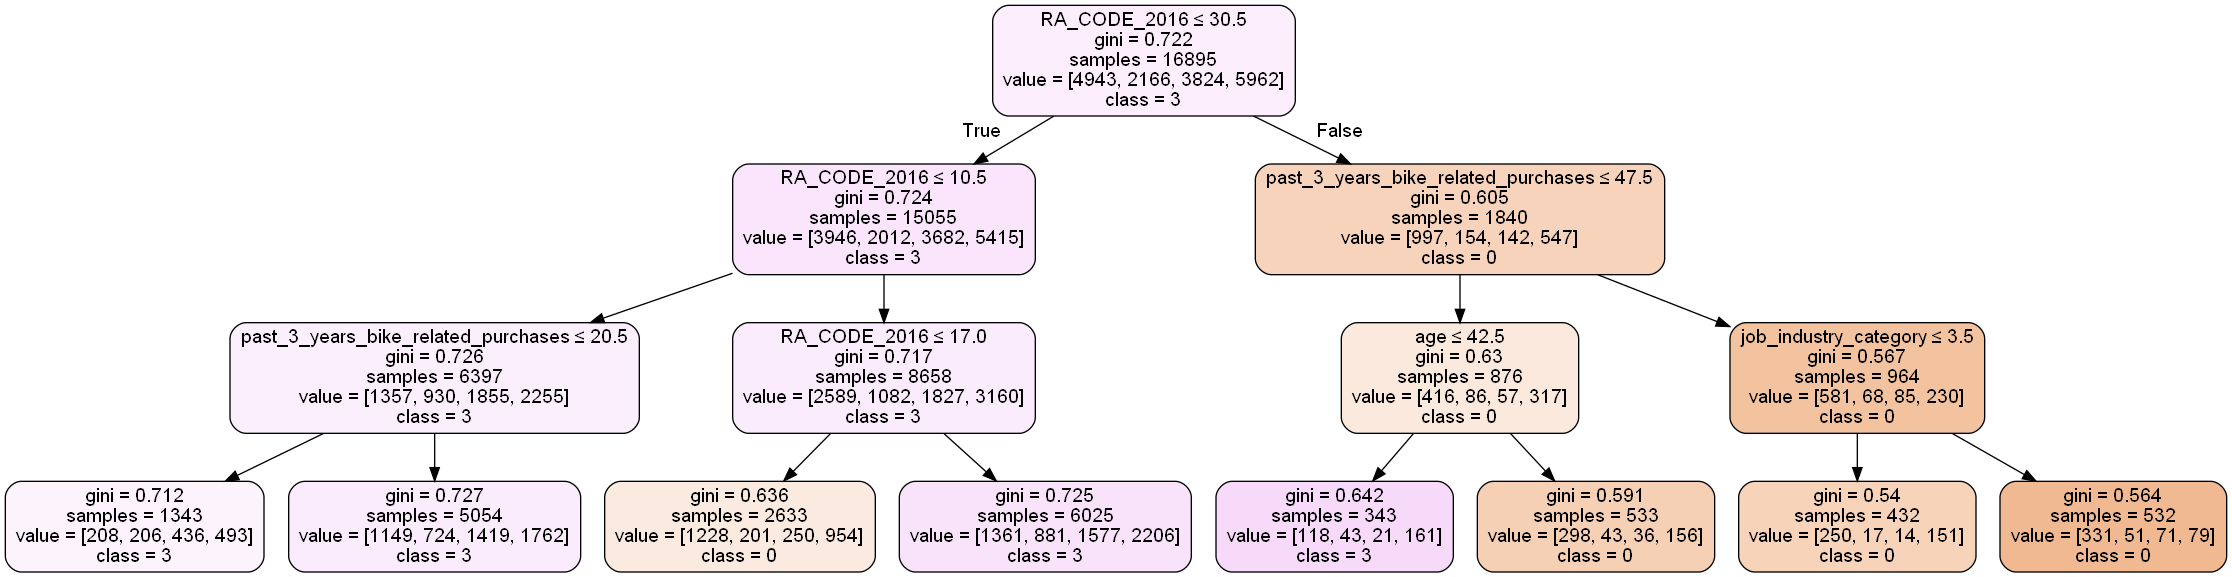 RA_CODE_2016 ≤ 30.5
gini = 0.722
samples = 16895
value = [4943, 2166, 3824, 5962]
class = 3
True
False
RA_CODE_2016 ≤ 10.5
gini = 0.724
samples = 15055
value = [3946, 2012, 3682, 5415]
class = 3
past_3_years_bike_related_purchases ≤ 47.5
gini = 0.605
samples = 1840
value = [997, 154, 142, 547]
class = 0
past_3_years_bike_related_purchases ≤ 20.5
gini = 0.726
samples = 6397
value = [1357, 930, 1855, 2255]
class = 3
RA_CODE_2016 ≤ 17.0
gini = 0.717
samples = 8658
value = [2589, 1082, 1827, 3160]
class = 3
age ≤ 42.5
gini = 0.63
samples = 876
value = [416, 86, 57, 317]
class = 0
job_industry_category ≤ 3.5
gini = 0.567
samples = 964
value = [581, 68, 85, 230]
class = 0
gini = 0.712
samples = 1343
value = [208, 206, 436, 493]
class = 3
gini = 0.727
samples = 5054
value = [1149, 724, 1419, 1762]
class = 3
gini = 0.636
samples = 2633
value = [1228, 201, 250, 954]
class = 0
gini = 0.725
samples = 6025
value = [1361, 881, 1577, 2206]
class = 3
gini = 0.642
samples = 343
value = [118, 43, 21, 161]
class = 3
gini = 0.591
samples = 533
value = [298, 43, 36, 156]
class = 0
gini = 0.54
samples = 432
value = [250, 17, 14, 151]
class = 0
gini = 0.564
samples = 532
value = [331, 51, 71, 79]
class = 0